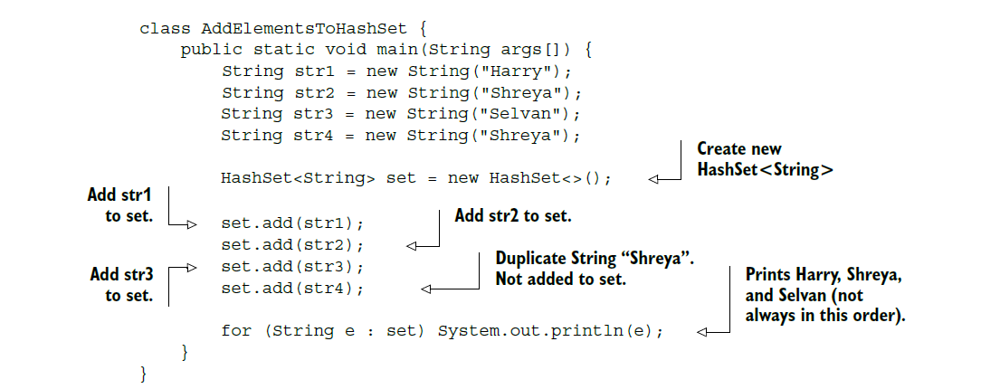 class AddElementsToHashSet {
public static void main(String args[]) {
String str1 = new String("Harry");
String str2 = new String("Shreya");
String str3 = new String("Selvan");
String str4 = new String("Shreya");
Create new
HashSet<String>
HashSet<String> set = new HashSet<>();
Add str1
to set.
set.add(str1);
Add str2 to set.
set.add(str2);
Add str3
to set.
set.add(str3);
Duplicate String “Shreya”.
Not added to set.
set.add(str4);
Prints Harry, Shreya,
and Selvan (not
always in this order).
for (String e : set) System.out.println(e);
}
}